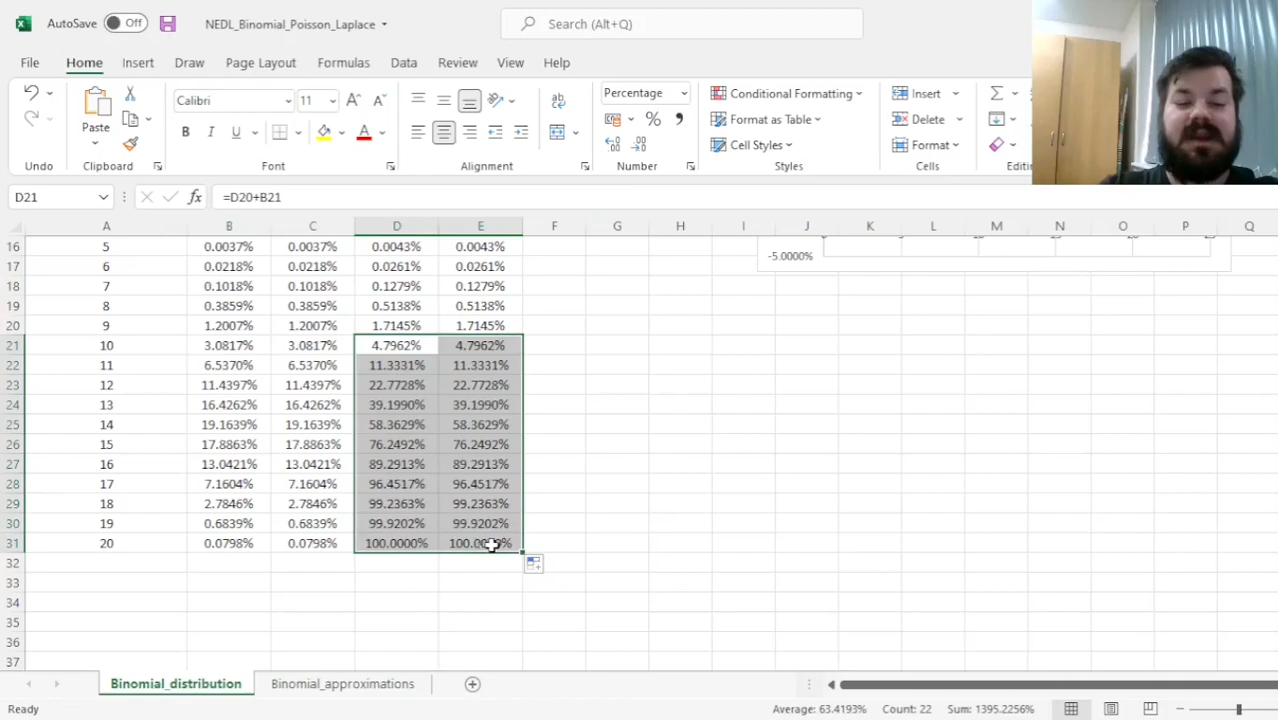 AutoSave Off NEDL_Binomial_Poisson_Laplace Search (Alt+Q)
File Home Insert Draw Page Layout Formulas Data Review View Help
Calibri 11 Percentage Conditional Formatting Insert
Paste Format as Table Delete
B I U A Cell Styles Format
Undo Clipboard Font Alignment Number Styles Cells
D21 =D20+B21
A B C D E F G H I J K L M N O P Q
16 5 0.0037% 0.0037% 0.0043% 0.0043% -5.0000%
17 6 0.0218% 0.0218% 0.0261% 0.0261%
18 7 0.1018% 0.1018% 0.1279% 0.1279%
19 8 0.3859% 0.3859% 0.5138% 0.5138%
20 9 1.2007% 1.2007% 1.7145% 1.7145%
21 10 3.0817% 3.0817% 4.7962% 4.7962%
22 11 6.5370% 6.5370% 11.3331% 11.3331%
23 12 11.4397% 11.4397% 22.7728% 22.7728%
24 13 16.4262% 16.4262% 39.1990% 39.1990%
25 14 19.1639% 19.1639% 58.3629% 58.3629%
26 15 17.8863% 17.8863% 76.2492% 76.2492%
27 16 13.0421% 13.0421% 89.2913% 89.2913%
28 17 7.1604% 7.1604% 96.4517% 96.4517%
29 18 2.7846% 2.7846% 99.2363% 99.2363%
30 19 0.6839% 0.6839% 99.9202% 99.9202%
31 20 0.0798% 0.0798% 100.0000%
32
33
34
35
36
37
Binomial_distribution Binomial_approximations
Ready Average: 63.4193% Count: 22 Sum: 1395.2256%